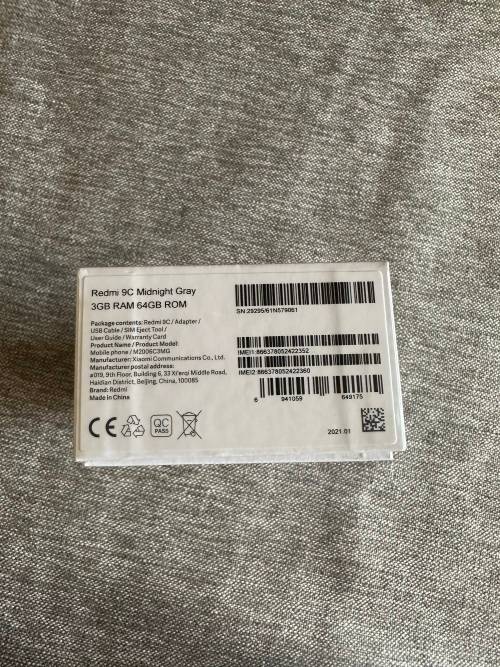 Redmi 9C Midnight Gray
3GB RAM 64GB ROM
Package contents: Redmi 9C / Adapter /
USB Cable / SIM Eject Tool /
User Guide / Warranty Card
Product Name / Product Model:
Mobile phone / M2006C3MG
Manufacturer: Xiaomi Communications Co., Ltd.
Manufacturer postal address:
#019, 9th Floor, Building 6, 33 Xi'erqi Middle Road,
Haidian District, Beijing, China, 100085
Brand: Redmi
Made in China
CE
QC
PASS
SN:29295/61N579061
IMEI1:866378052422352
IMEI2:866378052422360
6 941059 649175
2021.01